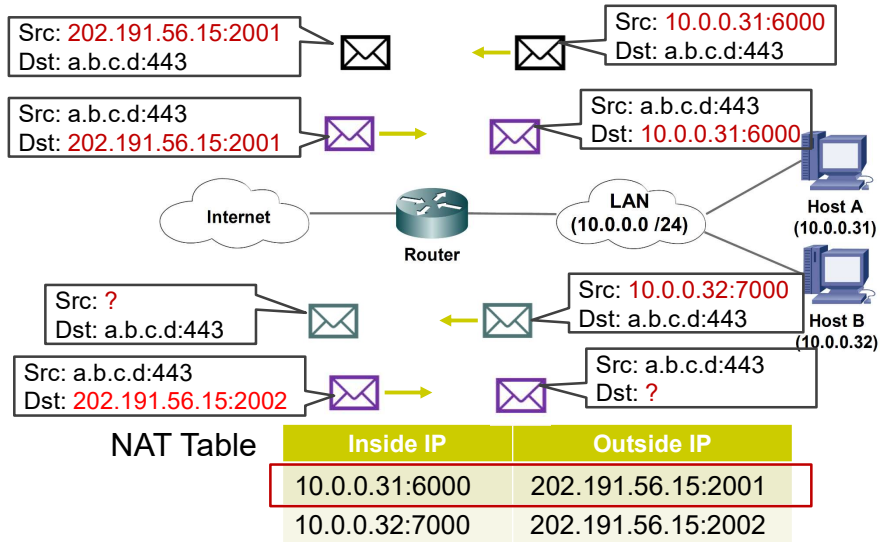 Src: 202.191.56.15:2001
Dst: a.b.c.d:443
Src: 10.0.0.31:6000
Dst: a.b.c.d:443
Src: a.b.c.d:443
Dst: 202.191.56.15:2001
Src: a.b.c.d:443
Dst: 10.0.0.31:6000
Internet
Router
LAN
(10.0.0.0 /24)
Host A
(10.0.0.31)
Src: ?
Dst: a.b.c.d:443
Src: 10.0.0.32:7000
Dst: a.b.c.d:443
Host B
(10.0.0.32)
Src: a.b.c.d:443
Dst: 202.191.56.15:2002
Src: a.b.c.d:443
Dst: ?
NAT Table
Inside IP Outside IP
10.0.0.31:6000 202.191.56.15:2001
10.0.0.32:7000 202.191.56.15:2002